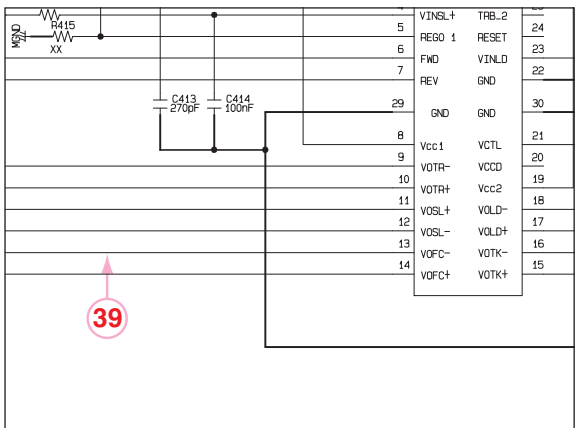 VINSL+ TRB_2
R415
MGND
XX
5 REGO 1 RESET 24
6 FWD VINLD 23
7 REV GND 22
C413
270pF
C414
100nF
29 GND GND 30
8 Vcc1 VCTL 21
9 VOTR- VCCD 20
10 VOTR+ Vcc2 19
11 VOSL+ VOLD- 18
12 VOSL- VOLD+ 17
13 VOFC- VOTK- 16
14 VOFC+ VOTK+ 15
39